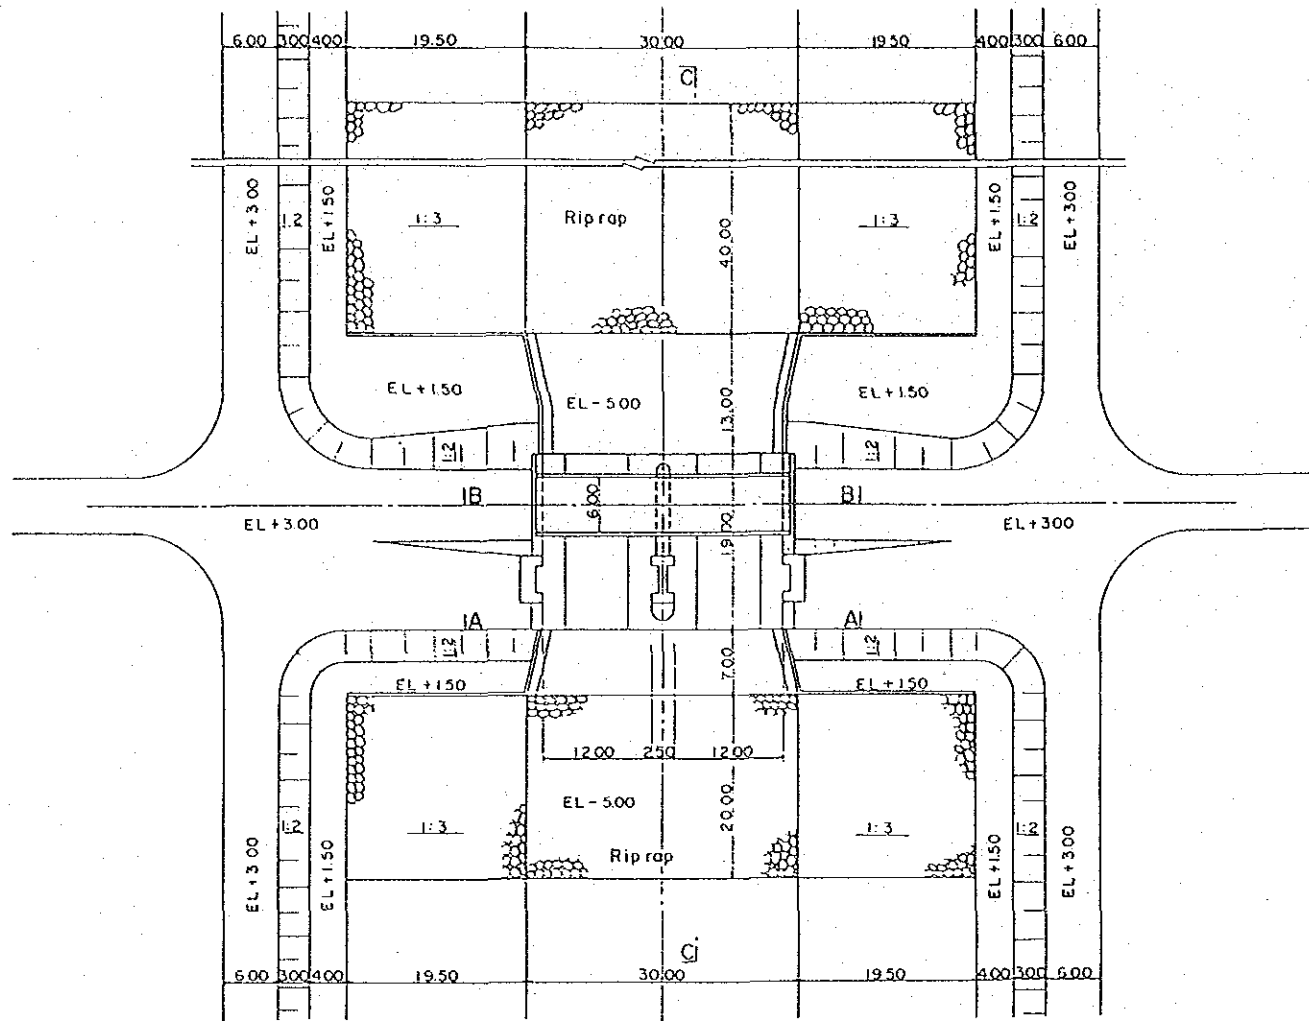 6.00 3.00 4.00 19.50 30.00 19.50 4.00 3.00 6.00
C
EL + 3.00
1:2
EL + 1.50
1:3
Rip rap
40.00
1:3
EL + 1.50
1:2
EL + 3.00
EL + 1.50
EL - 5.00
13.00
EL + 1.50
1:2
1:2
B
6.00
B
EL + 3.00
19.00
EL + 3.00
A
A
1:2
1:2
EL + 1.50
7.00
EL + 1.50
12.00 2.50 12.00
EL - 5.00
20.00
1:2
1:3
1:3
1:2
EL + 3.00
EL + 1.50
Rip rap
EL + 1.50
EL + 3.00
C
6.00 3.00 4.00 19.50 30.00 19.50 4.00 3.00 6.00